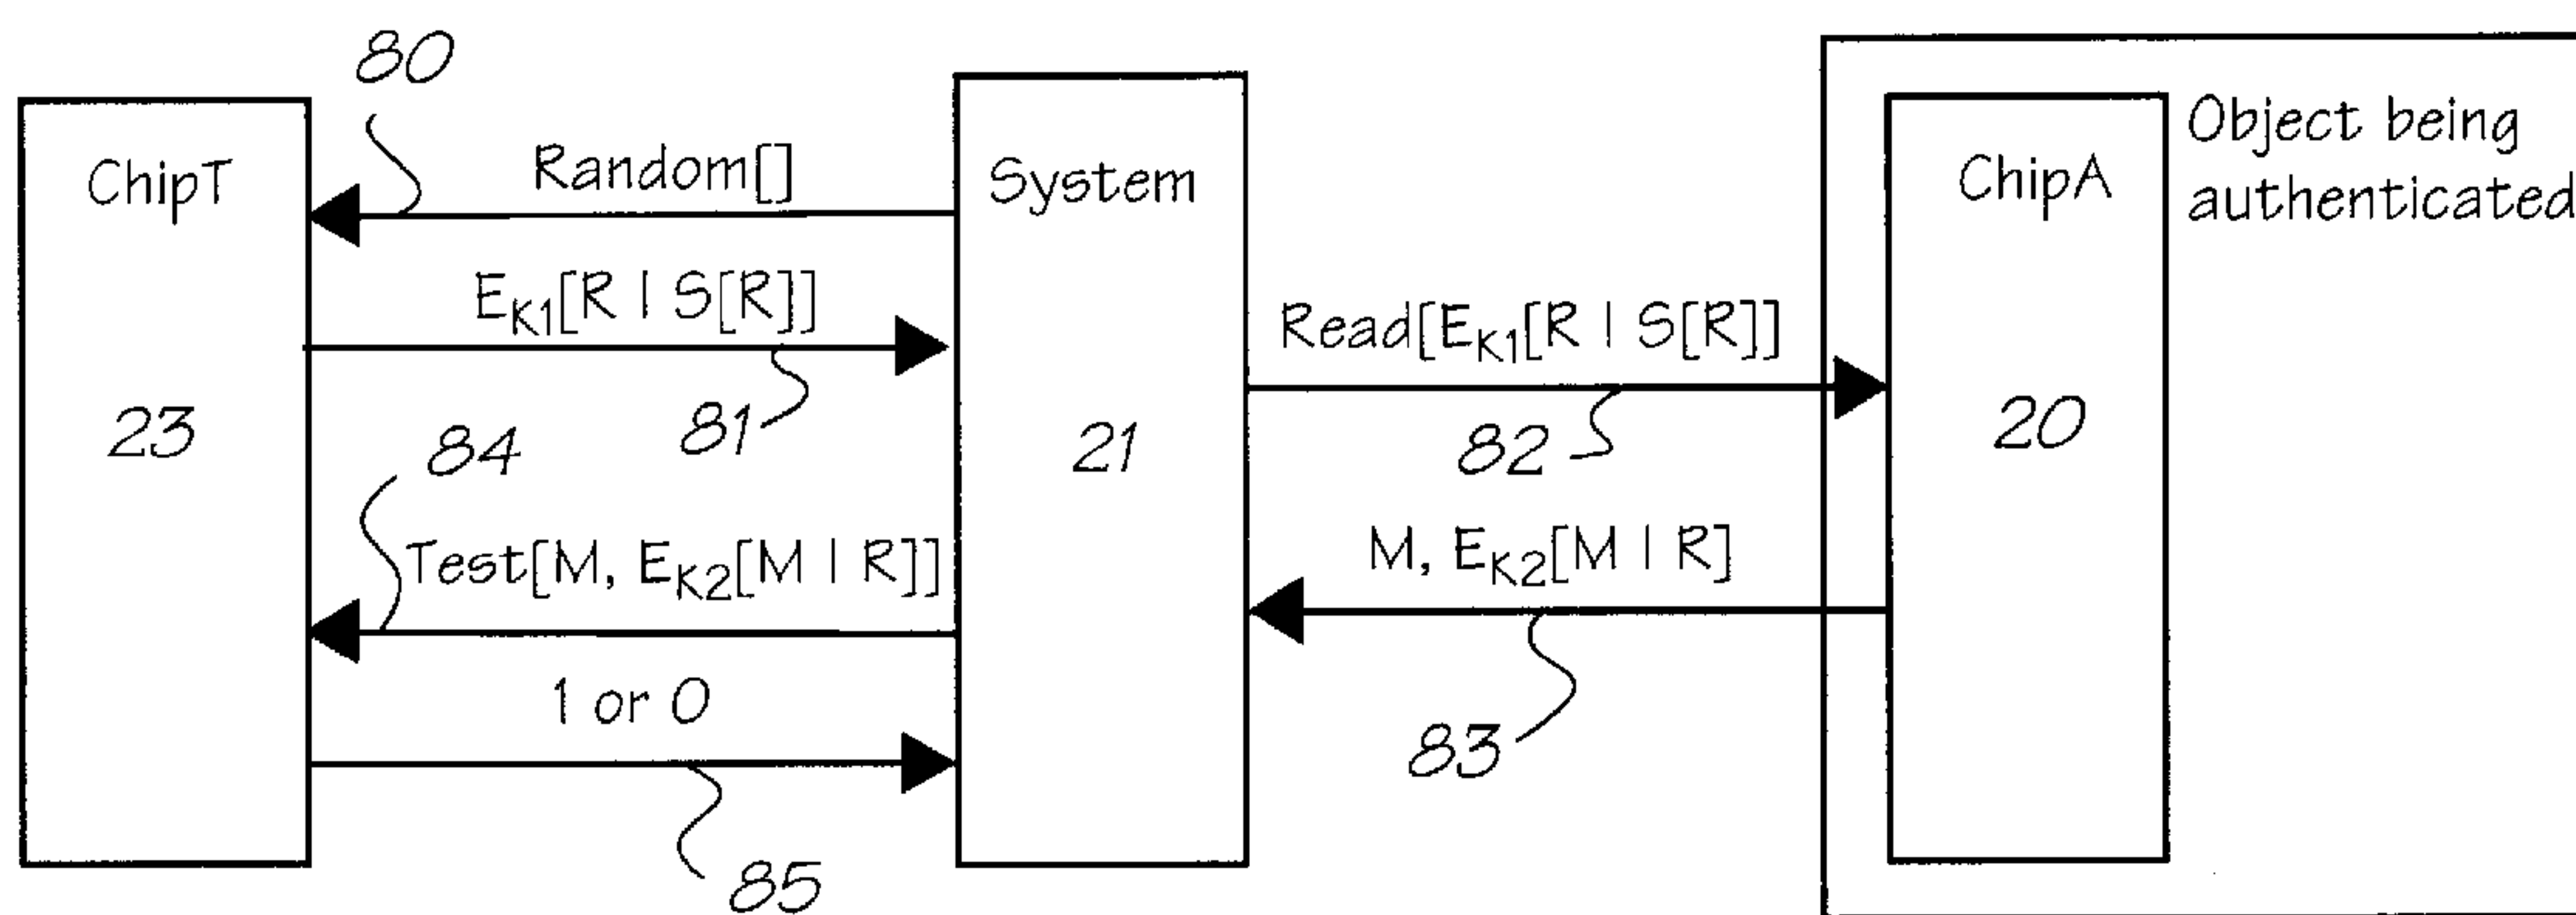 80
ChipT
Random[]
System
ChipA
Object being
authenticated
E_K1[R | S[R]]
Read[E_K1[R | S[R]]
23
81
21
82
20
84
Test[M, E_K2[M | R]]
M, E_K2[M | R]
1 or 0
83
85